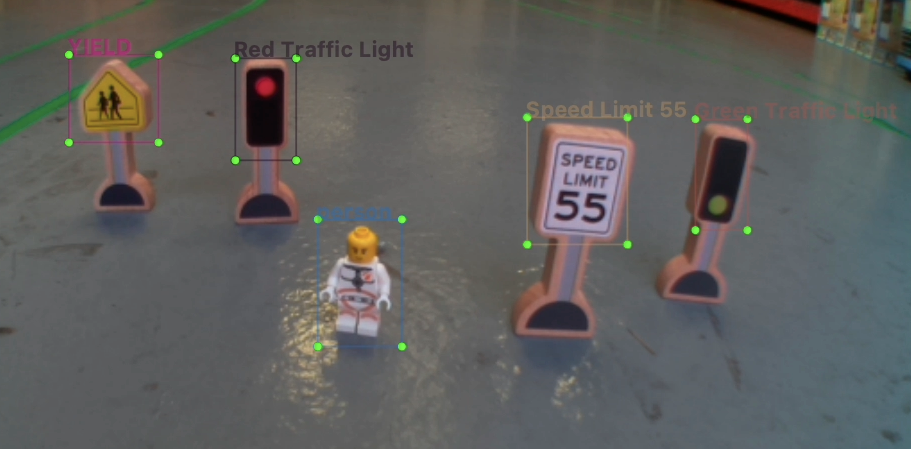 YIELD
Red Traffic Light
Speed Limit 55
Green Traffic Light
SPEED
LIMIT
55